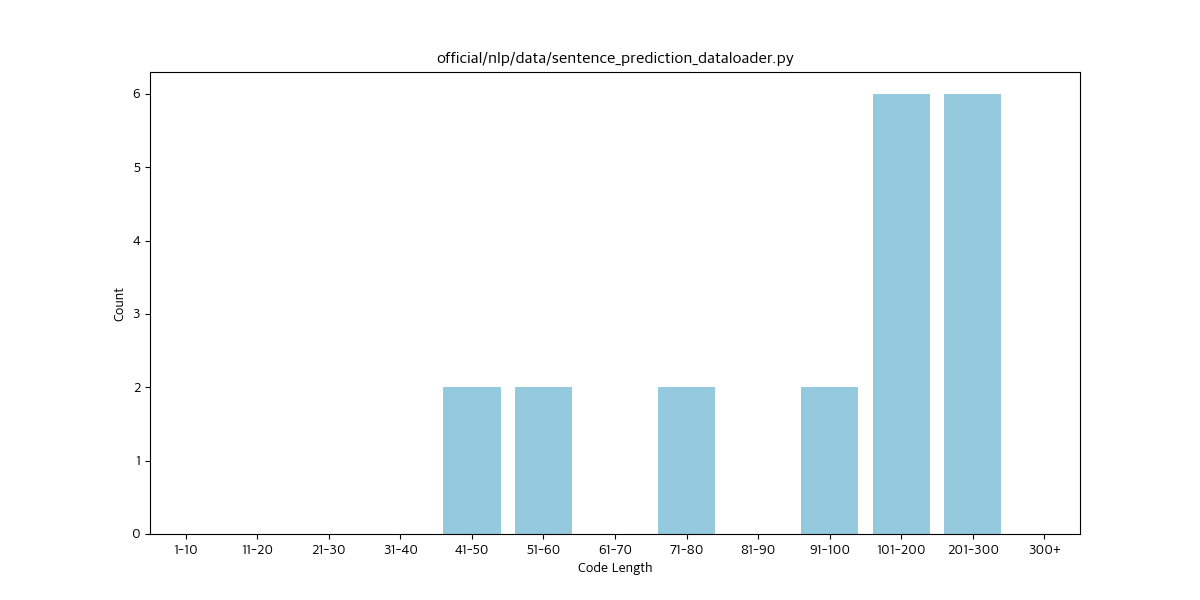 official/nlp/data/sentence_prediction_dataloader.py
6
5
4
3
2
1
0
Count
1-10 11-20 21-30 31-40 41-50 51-60 61-70 71-80 81-90 91-100 101-200 201-300 300+
Code Length